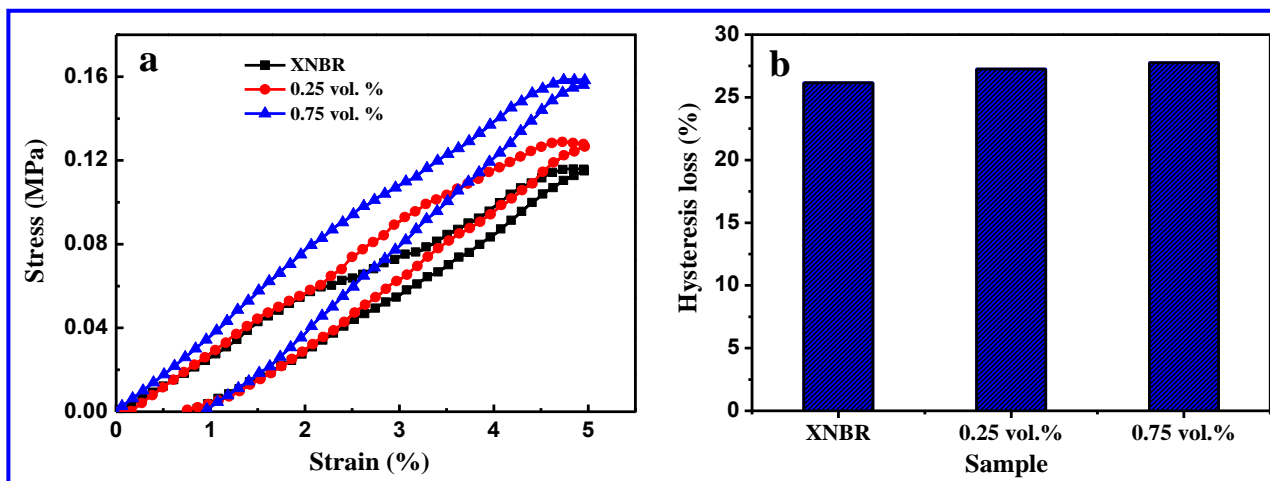 a
XNBR
0.25 vol. %
0.75 vol. %
0.16
0.12
0.08
0.04
0.00
Stress (MPa)
0 1 2 3 4 5
Strain (%)
b
30
25
20
15
10
5
0
Hysteresis loss (%)
XNBR 0.25 vol.% 0.75 vol.%
Sample